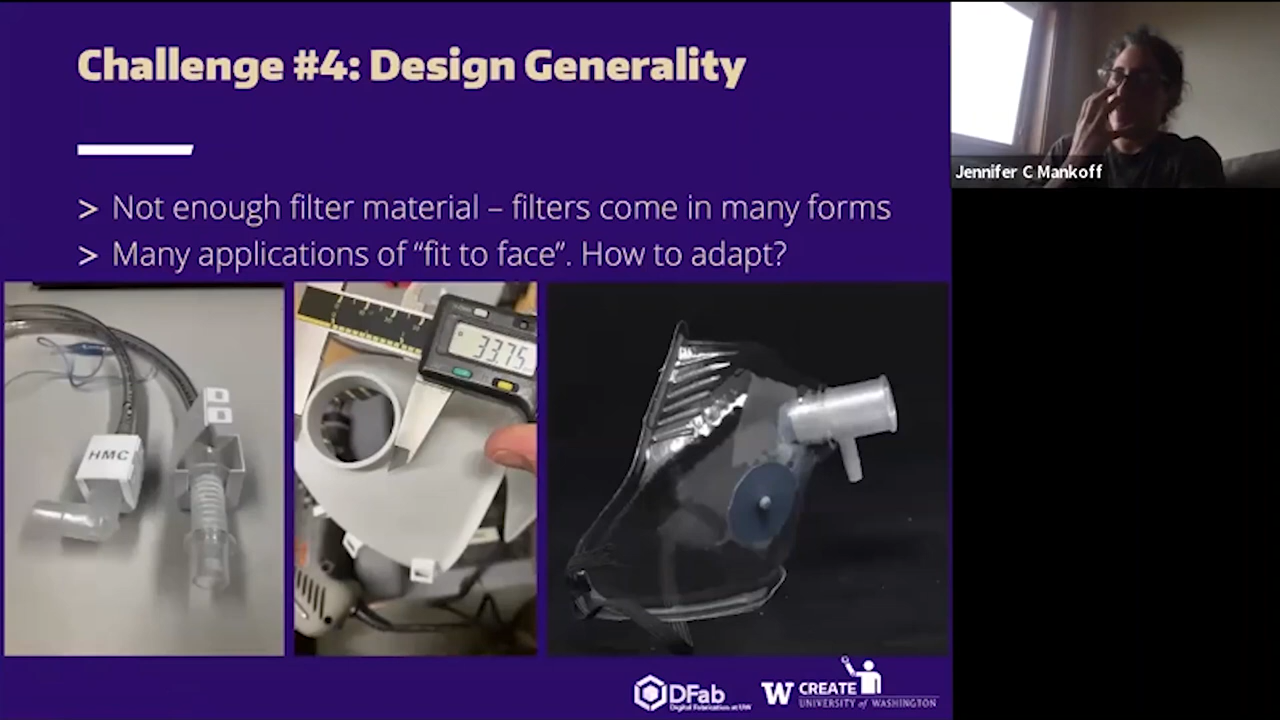 Challenge #4: Design Generality
> Not enough filter material – filters come in many forms
> Many applications of “fit to face”. How to adapt?
HMC
33.75
DFab
Digital Fabrication at UW
W CREATE
UNIVERSITY of WASHINGTON
Jennifer C Mankoff